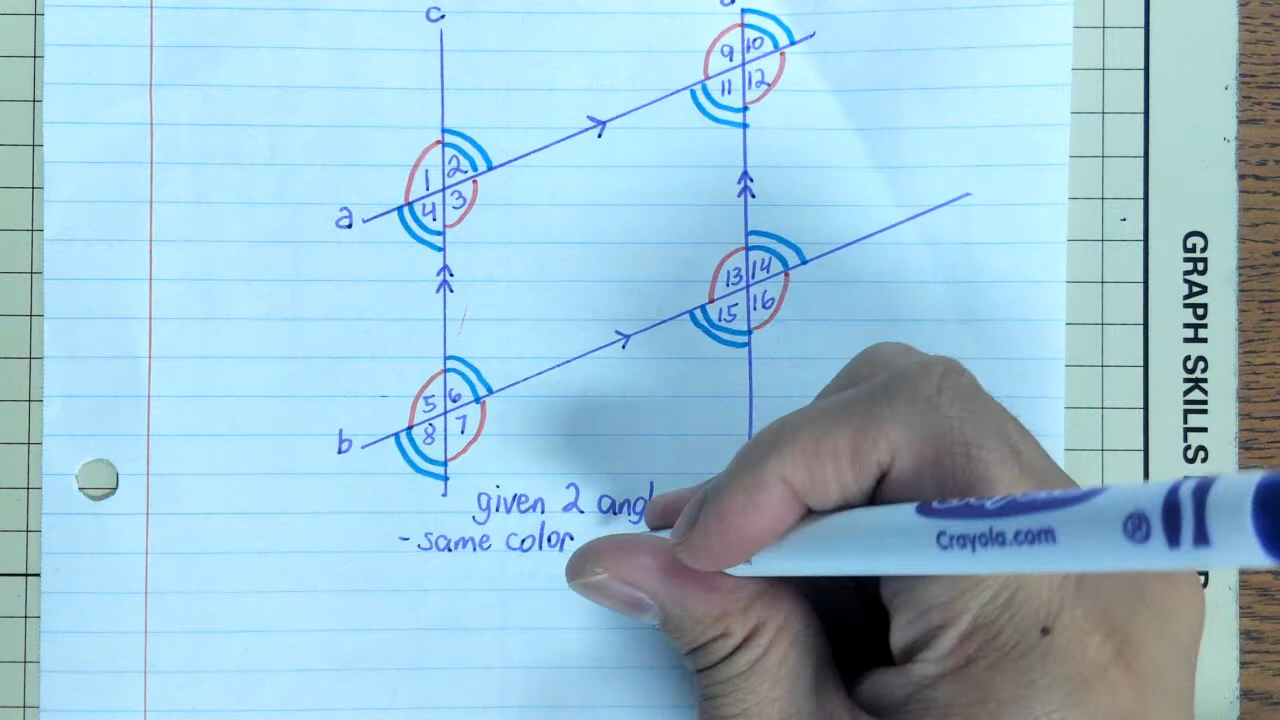 c
9 10
11 12
1 2
4 3
a
13 14
15 16
5 6
8 7
b
given 2
- same color
Crayola.com
®
GRAPH SKILLS